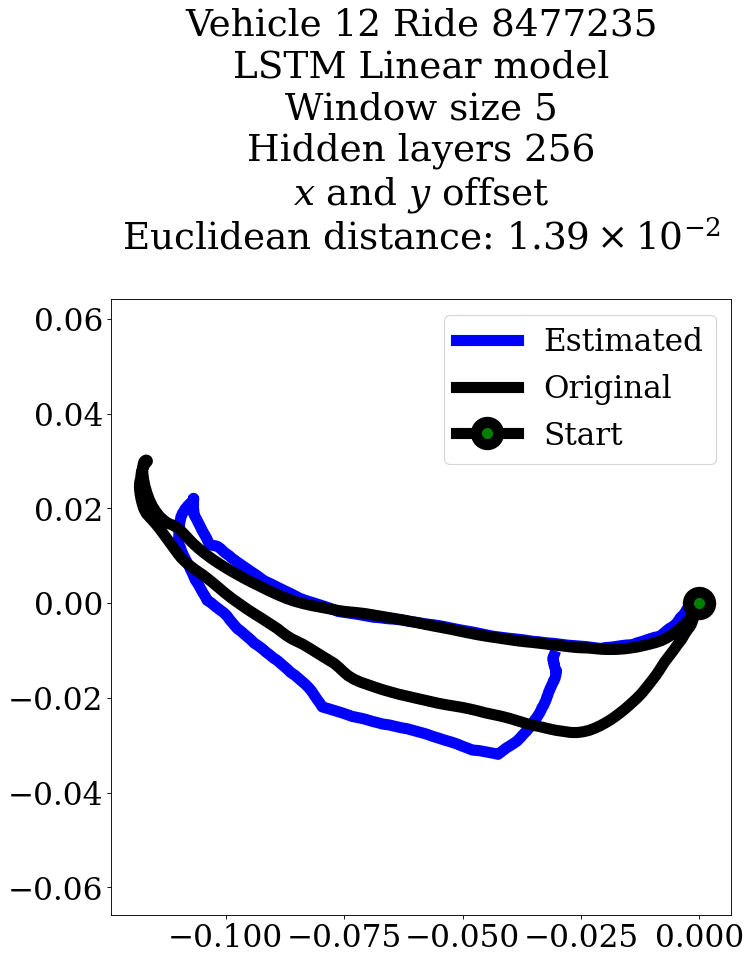 Vehicle 12 Ride 8477235
LSTM Linear model
Window size 5
Hidden layers 256
x and y offset
Euclidean distance: 1.39 × 10⁻²
Estimated
Original
Start
0.06
0.04
0.02
0.00
−0.02
−0.04
−0.06
−0.100 −0.075 −0.050 −0.025 0.000